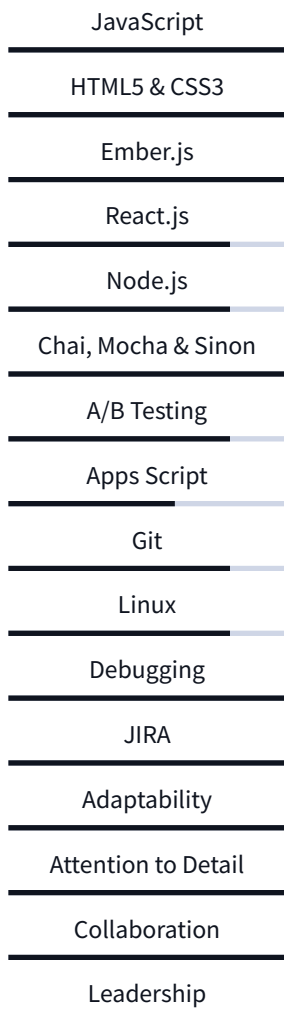 JavaScript
HTML5 & CSS3
Ember.js
React.js
Node.js
Chai, Mocha & Sinon
A/B Testing
Apps Script
Git
Linux
Debugging
JIRA
Adaptability
Attention to Detail
Collaboration
Leadership